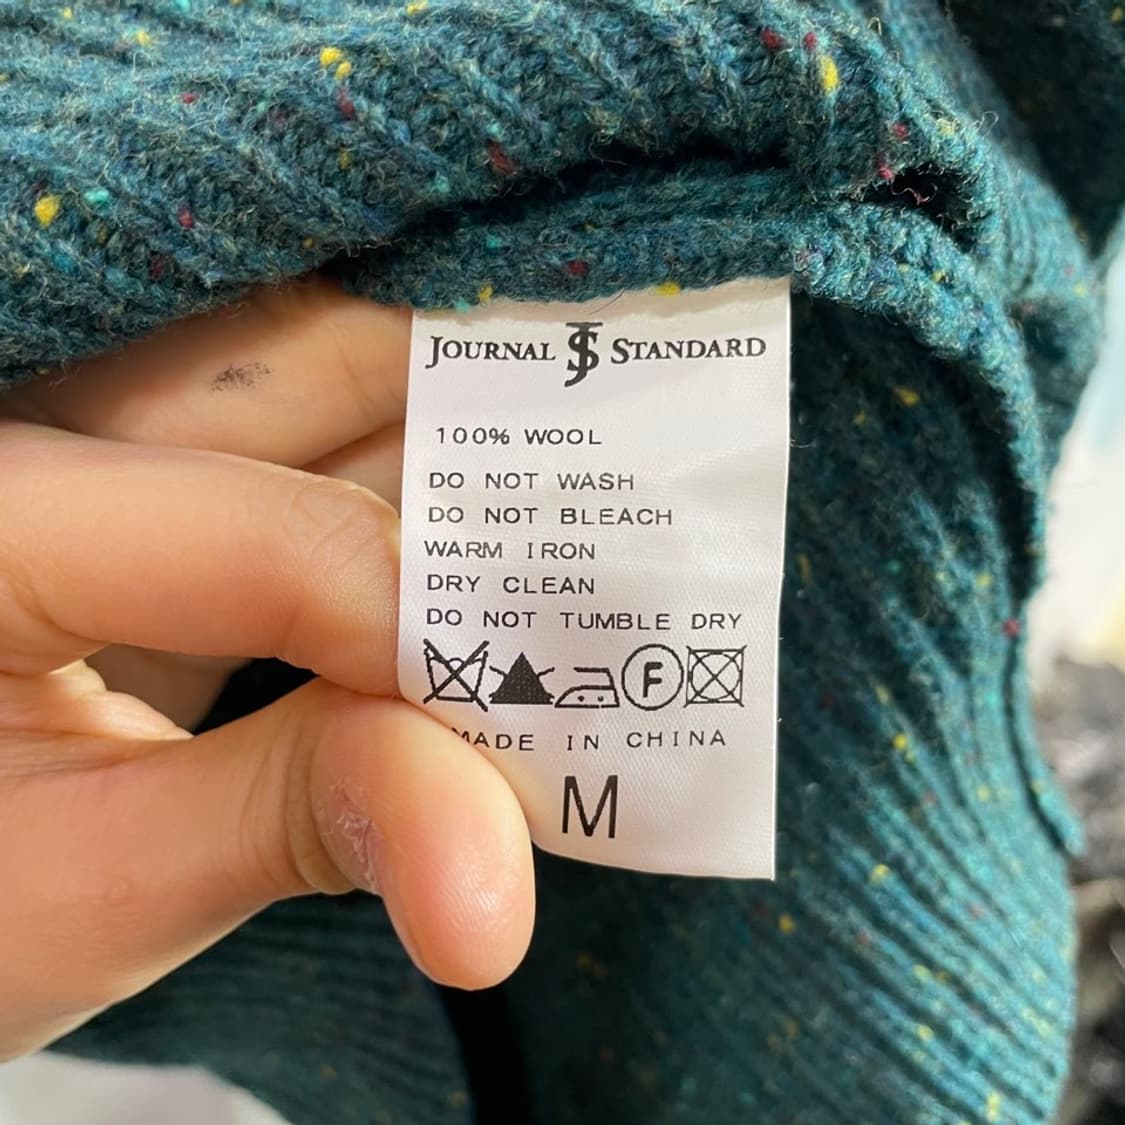 JOURNAL JS STANDARD
100% WOOL
DO NOT WASH
DO NOT BLEACH
WARM IRON
DRY CLEAN
DO NOT TUMBLE DRY
F
MADE IN CHINA
M